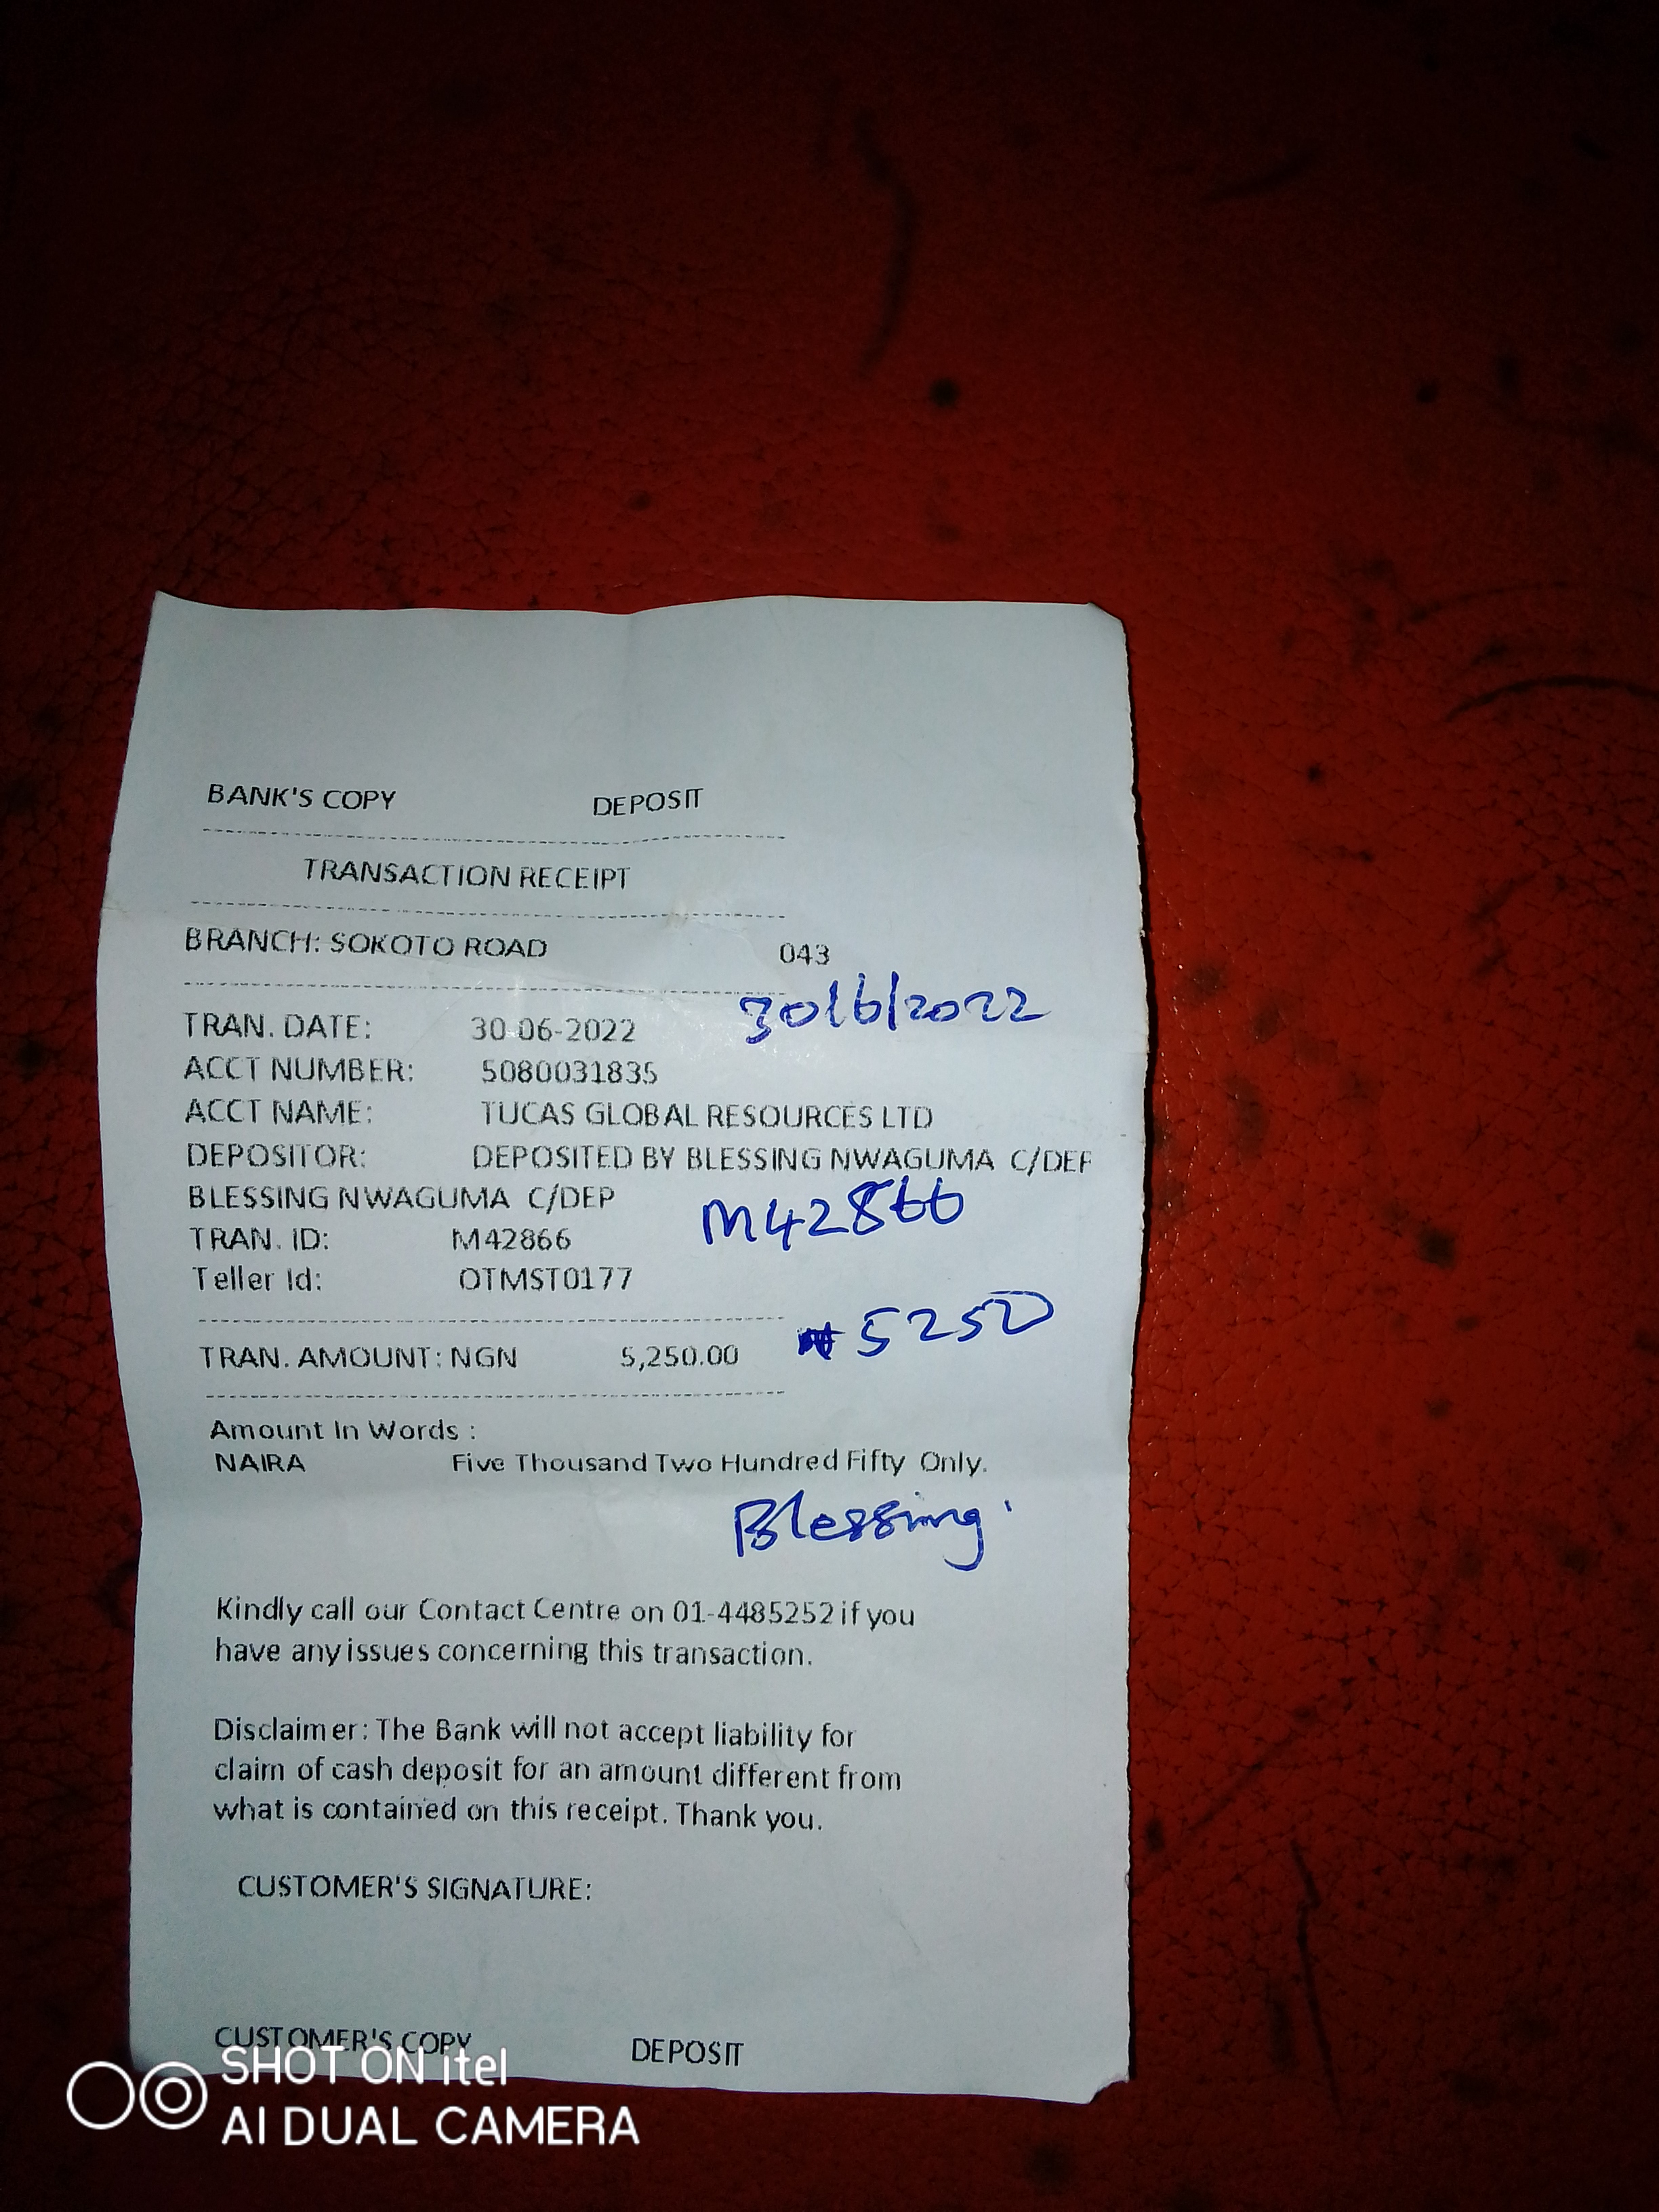 BANK'S COPY DEPOSIT
TRANSACTION RECEIPT
BRANCH: SOKOTO ROAD 043
30/6/2022
TRAN. DATE: 30-06-2022
ACCT NUMBER: 5080031835
ACCT NAME: TUCAS GLOBAL RESOURCES LTD
DEPOSITOR: DEPOSITED BY BLESSING NWAGUMA C/DEP
BLESSING NWAGUMA C/DEP
M42866
TRAN. ID: M42866
Teller Id: OTMST0177
₦5250
TRAN. AMOUNT: NGN 5,250.00
Amount In Words :
NAIRA Five Thousand Two Hundred Fifty Only.
Blessing
Kindly call our Contact Centre on 01-4485252 if you
have any issues concerning this transaction.
Disclaimer: The Bank will not accept liability for
claim of cash deposit for an amount different from
what is contained on this receipt. Thank you.
CUSTOMER'S SIGNATURE:
CUSTOMER'S COPY DEPOSIT
SHOT ON itel
AI DUAL CAMERA